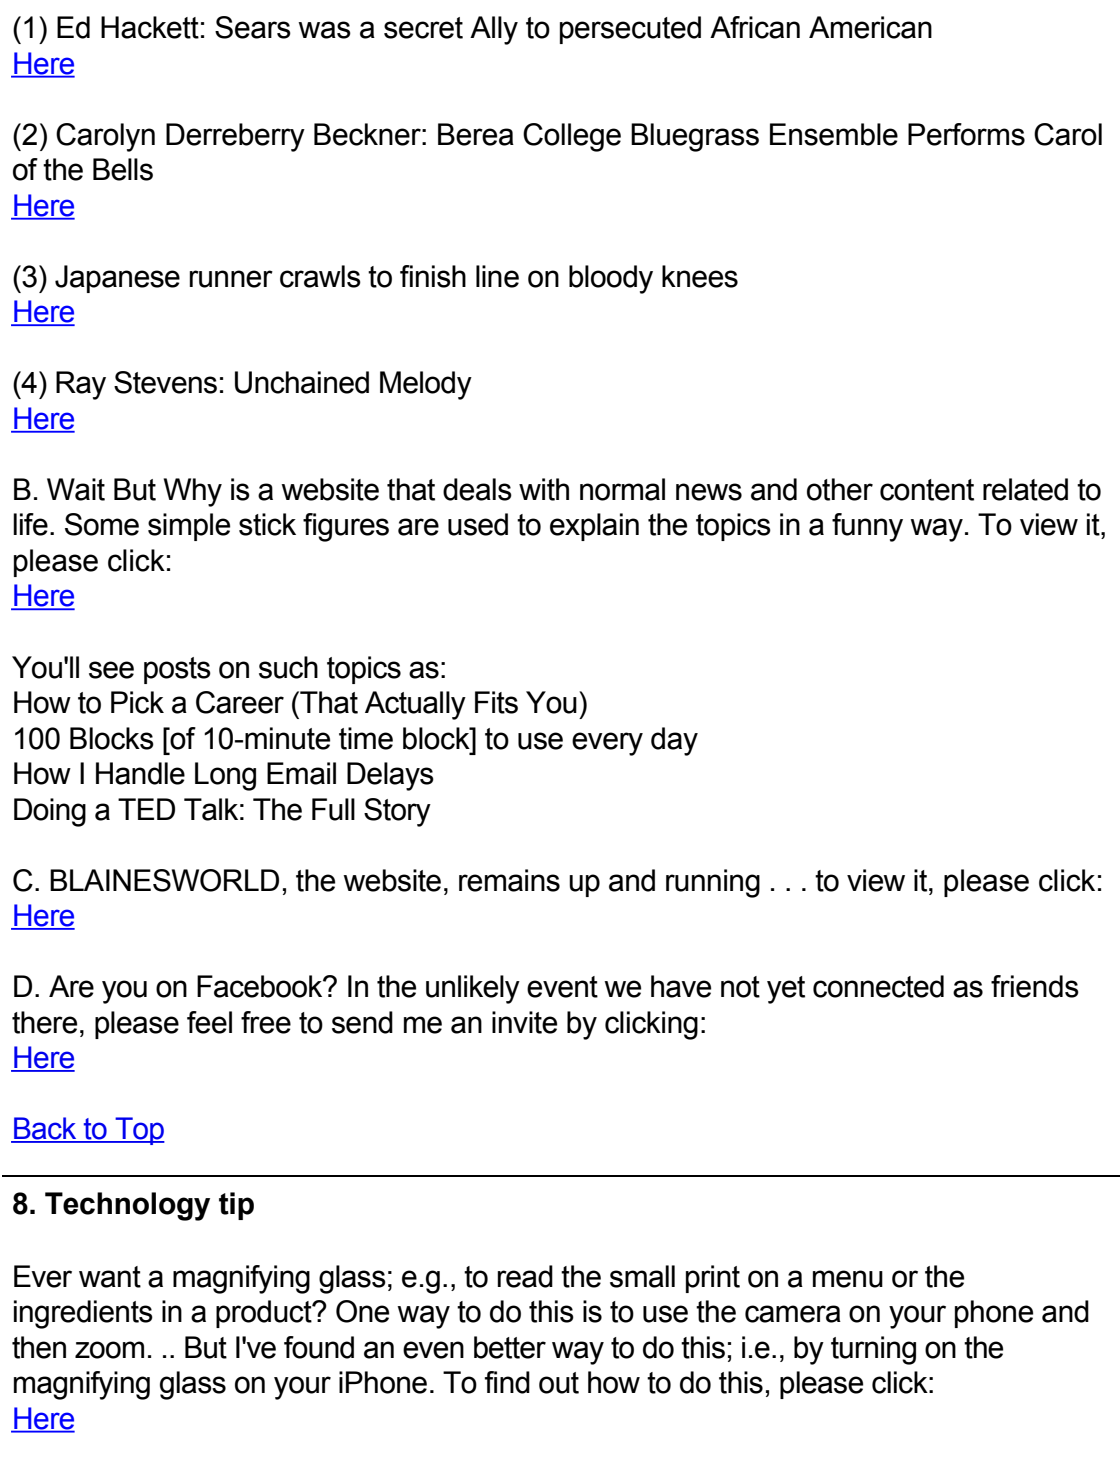 (1) Ed Hackett: Sears was a secret Ally to persecuted African American
Here
(2) Carolyn Derreberry Beckner: Berea College Bluegrass Ensemble Performs Carol
of the Bells
Here
(3) Japanese runner crawls to finish line on bloody knees
Here
(4) Ray Stevens: Unchained Melody
Here
B. Wait But Why is a website that deals with normal news and other content related to
life. Some simple stick figures are used to explain the topics in a funny way. To view it,
please click:
Here
You'll see posts on such topics as:
How to Pick a Career (That Actually Fits You)
100 Blocks [of 10-minute time block] to use every day
How I Handle Long Email Delays
Doing a TED Talk: The Full Story
C. BLAINESWORLD, the website, remains up and running . . . to view it, please click:
Here
D. Are you on Facebook? In the unlikely event we have not yet connected as friends
there, please feel free to send me an invite by clicking:
Here
Back to Top
8. Technology tip
Ever want a magnifying glass; e.g., to read the small print on a menu or the
ingredients in a product? One way to do this is to use the camera on your phone and
then zoom. .. But I've found an even better way to do this; i.e., by turning on the
magnifying glass on your iPhone. To find out how to do this, please click:
Here